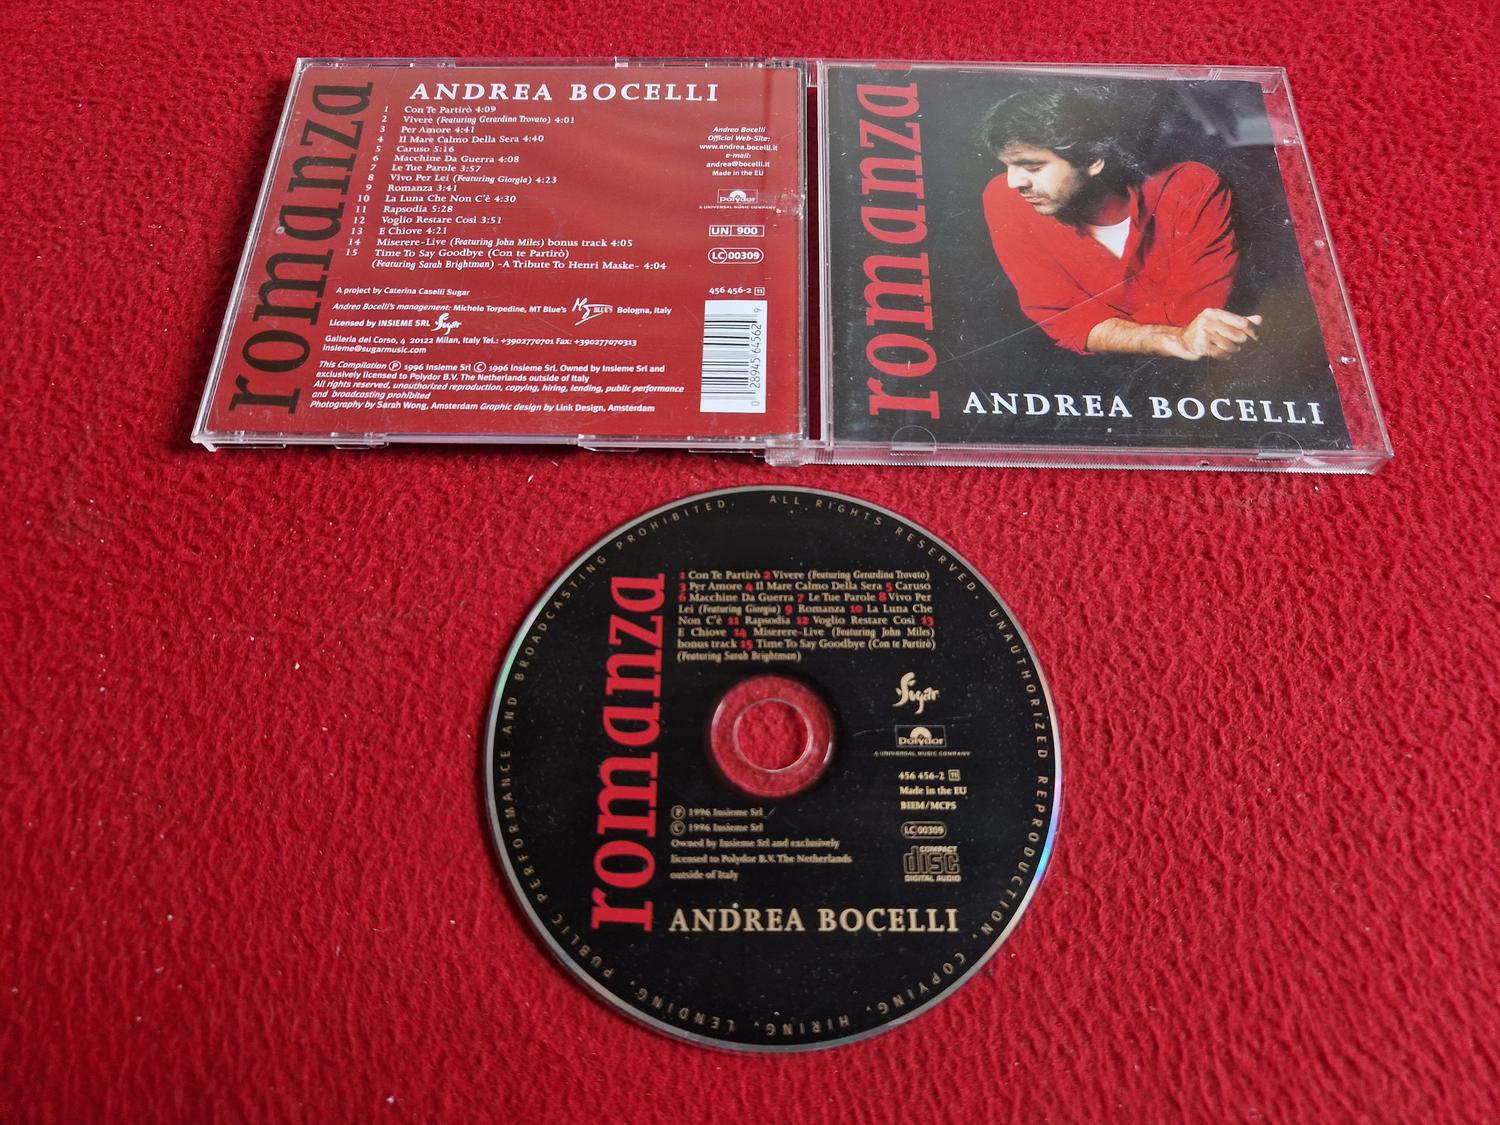 romanza
ANDREA BOCELLI
1 Con Te Partirò 4:09
2 Vivere (Featuring Gerardina Trovato) 4:01
3 Per Amore 4:41
4 Il Mare Calmo Della Sera 4:40
5 Caruso 5:16
6 Macchine Da Guerra 4:08
7 Le Tue Parole 3:57
8 Vivo Per Lei (Featuring Giorgia) 4:23
9 Romanza 3:41
10 La Luna Che Non C'è 4:30
11 Rapsodia 5:28
12 Voglio Restare Così 3:51
13 E Chiove 4:21
14 Miserere-Live (Featuring John Miles) bonus track 4:05
15 Time To Say Goodbye (Con te Partirò)
(Featuring Sarah Brightman) -A Tribute To Henri Maske- 4:04
Andrea Bocelli
Official Web-Site:
www.andrea.bocelli.it
e-mail:
andrea@bocelli.it
Made in the EU
Polydor
A UNIVERSAL MUSIC COMPANY
UN 900
LC 00309
456 456-2 11
A project by Caterina Caselli Sugar
Andrea Bocelli's management: Michele Torpedine, MT Blue's BLUE'S Bologna, Italy
Licensed by INSIEME SRL Sugar
Galleria del Corso, 4 20122 Milan, Italy Tel.: +3902770701 Fax: +390277070313
insieme@sugarmusic.com
This Compilation Ⓟ 1996 Insieme Srl © 1996 Insieme Srl. Owned by Insieme Srl and
exclusively licensed to Polydor B.V. The Netherlands outside of Italy
All rights reserved, unauthorized reproduction, copying, hiring, lending, public performance
and broadcasting prohibited
Photography by Sarah Wong, Amsterdam Graphic design by Link Design, Amsterdam
0 28945 64562 9
romanza
ANDREA BOCELLI
ALL RIGHTS RESERVED. UNAUTHORIZED REPRODUCTION, COPYING, HIRING, LENDING, PUBLIC PERFORMANCE AND BROADCASTING PROHIBITED.
romanza
1 Con Te Partirò 2 Vivere (Featuring Gerardina Trovato)
3 Per Amore 4 Il Mare Calmo Della Sera 5 Caruso
6 Macchine Da Guerra 7 Le Tue Parole 8 Vivo Per
Lei (Featuring Giorgia) 9 Romanza 10 La Luna Che
Non C'è 11 Rapsodia 12 Voglio Restare Così 13
E Chiove 14 Miserere-Live (Featuring John Miles)
bonus track 15 Time To Say Goodbye (Con te Partirò)
(Featuring Sarah Brightman)
Sugar
Polydor
A UNIVERSAL MUSIC COMPANY
456 456-2 11
Made in the EU
BIEM/MCPS
LC 00309
COMPACT
disc
DIGITAL AUDIO
Ⓟ 1996 Insieme Srl
© 1996 Insieme Srl
Owned by Insieme Srl and exclusively
licensed to Polydor B.V. The Netherlands
outside of Italy
ANDREA BOCELLI